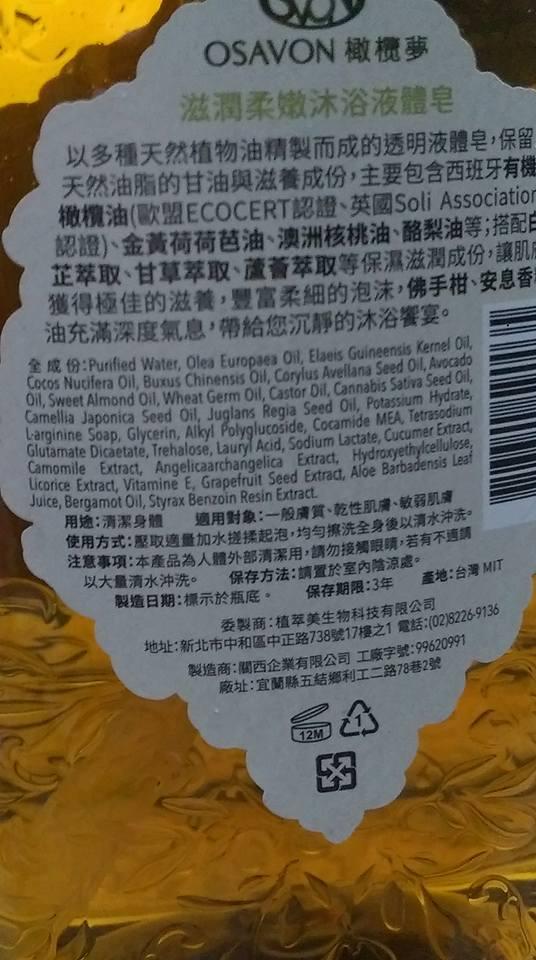 OSAVON 橄欖夢
滋潤柔嫩沐浴液體皂
以多種天然植物油精製而成的透明液體皂，保留
天然油脂的甘油與滋養成份，主要包含西班牙有機
橄欖油(歐盟ECOCERT認證、英國Soli Association
認證)、金黃荷荷芭油、澳洲核桃油、酪梨油等；搭配白
芷萃取、甘草萃取、蘆薈萃取等保濕滋潤成份，讓肌膚
獲得極佳的滋養，豐富柔細的泡沫，佛手柑、安息香精
油充滿深度氣息，帶給您沉靜的沐浴饗宴。
全成份：Purified Water, Olea Europaea Oil, Elaeis Guineensis Kernel Oil,
Cocos Nucifera Oil, Buxus Chinensis Oil, Corylus Avellana Seed Oil, Avocado
Oil, Sweet Almond Oil, Wheat Germ Oil, Castor Oil, Cannabis Sativa Seed Oil,
Camellia Japonica Seed Oil, Juglans Regia Seed Oil, Potassium Hydrate,
L-arginine Soap, Glycerin, Alkyl Polyglucoside, Cocamide MEA, Tetrasodium
Glutamate Dicaetate, Trehalose, Lauryl Acid, Sodium Lactate, Cucumer Extract,
Camomile Extract, Angelicaarchangelica Extract, Hydroxyethylcellulose,
Licorice Extract, Vitamine E, Grapefruit Seed Extract, Aloe Barbadensis Leaf
Juice, Bergamot Oil, Styrax Benzoin Resin Extract.
用途：清潔身體 適用對象：一般膚質、乾性肌膚、敏弱肌膚
使用方式：壓取適量加水搓揉起泡，均勻擦洗全身後以清水沖洗。
注意事項：本產品為人體外部清潔用，請勿接觸眼睛，若有不適請
以大量清水沖洗。 保存方法：請置於室內陰涼處。
製造日期：標示於瓶底。 保存期限：3年 產地：台灣 MIT
委製商：植萃美生物科技有限公司
地址：新北市中和區中正路738號17樓之1 電話：(02)8226-9136
製造商：關西企業有限公司 工廠字號：99620991
廠址：宜蘭縣五結鄉利工二路78巷2號
12M
1